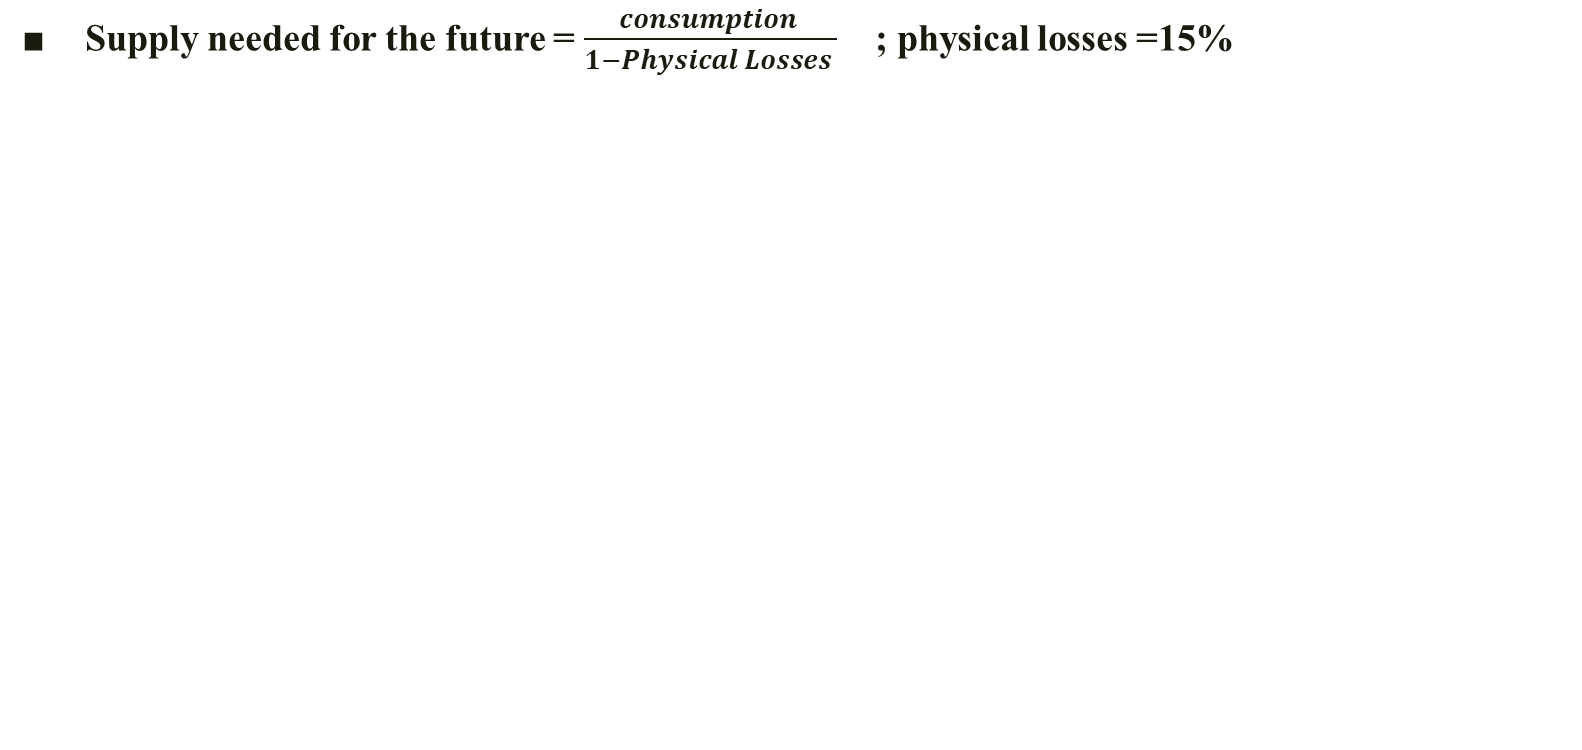 ▪ Supply needed for the future = consumption / 1−Physical Losses ; physical losses =15%